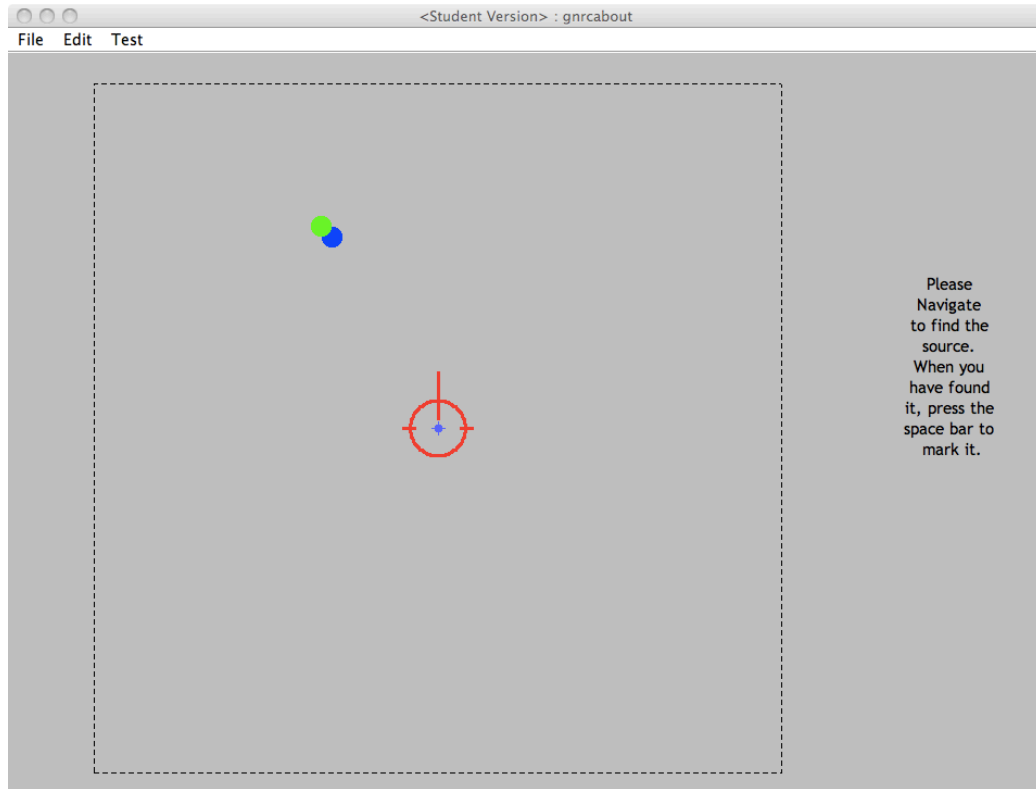 <Student Version> : gnrcabout
File Edit Test
Please
Navigate
to find the
source.
When you
have found
it, press the
space bar to
mark it.